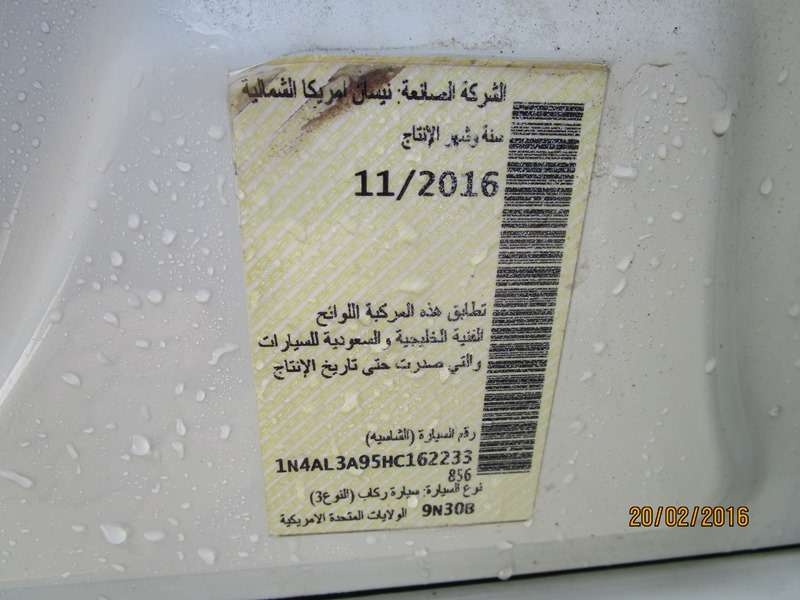 الشركة الصانعة: نيسان امريكا الشمالية
سنة وشهر الإنتاج
11/2016
تطابق هذه المركبة اللوائح
الفنية الخليجية والسعودية للسيارات
والتي صدرت حتى تاريخ الإنتاج
رقم السيارة (الشاسيه)
1N4AL3A95HC162233
856
نوع السيارة: سيارة ركاب (النوع3)
9N30B الولايات المتحدة الامريكية
20/02/2016